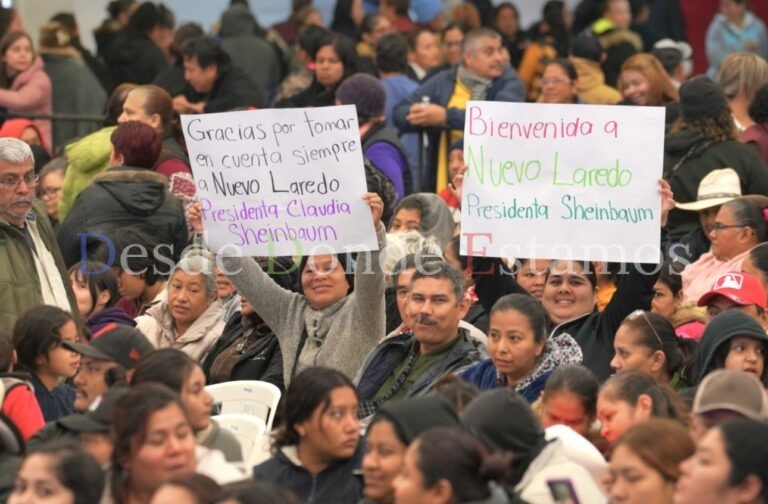 Gracias por tomar
en cuenta siempre
a Nuevo Laredo
Presidenta Claudia
Sheinbaum
Bienvenida a
Nuevo Laredo
Presidenta Sheinbaum
Desde Donde Estamos